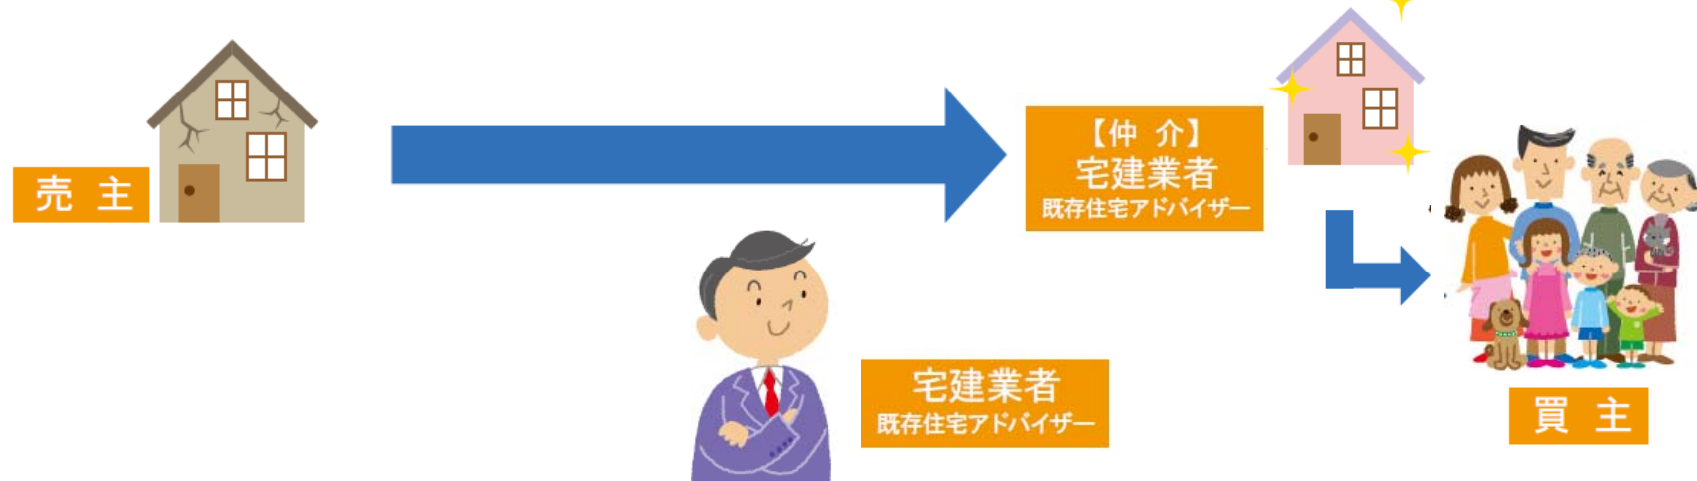 売 主
【仲 介】
宅建業者
既存住宅アドバイザー
宅建業者
既存住宅アドバイザー
買 主